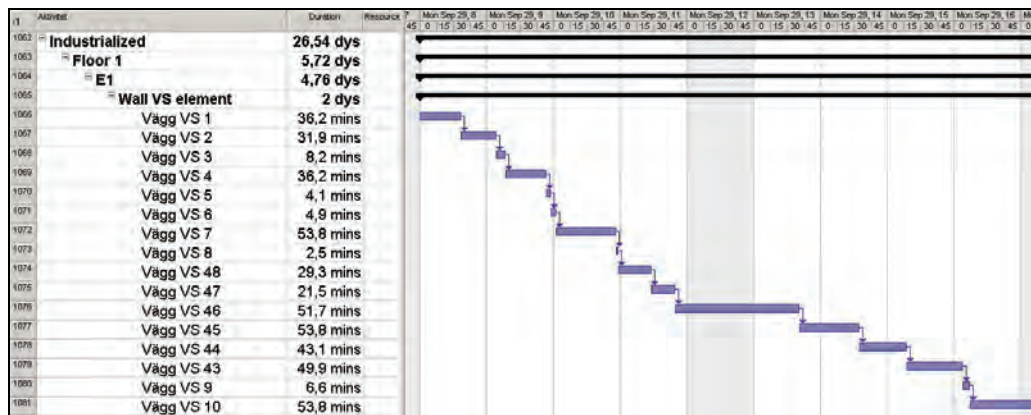 i1 Aktivitet Duration Resource 7 Mon Sep 29, 8 Mon Sep 29, 9 Mon Sep 29, 10 Mon Sep 29, 11 Mon Sep 29, 12 Mon Sep 29, 13 Mon Sep 29, 14 Mon Sep 29, 15 Mon Sep 29, 16 Mon
45 0 15 30 45 0 15 30 45 0 15 30 45 0 15 30 45 0 15 30 45 0 15 30 45 0 15 30 45 0 15 30 45 0 15 30 45 0
1062 Industrialized 26,54 dys
1063 Floor 1 5,72 dys
1064 E1 4,76 dys
1065 Wall VS element 2 dys
1066 Vägg VS 1 36,2 mins
1067 Vägg VS 2 31,9 mins
1068 Vägg VS 3 8,2 mins
1069 Vägg VS 4 36,2 mins
1070 Vägg VS 5 4,1 mins
1071 Vägg VS 6 4,9 mins
1072 Vägg VS 7 53,8 mins
1073 Vägg VS 8 2,5 mins
1074 Vägg VS 48 29,3 mins
1075 Vägg VS 47 21,5 mins
1076 Vägg VS 46 51,7 mins
1077 Vägg VS 45 53,8 mins
1078 Vägg VS 44 43,1 mins
1079 Vägg VS 43 49,9 mins
1080 Vägg VS 9 6,6 mins
1081 Vägg VS 10 53,8 mins